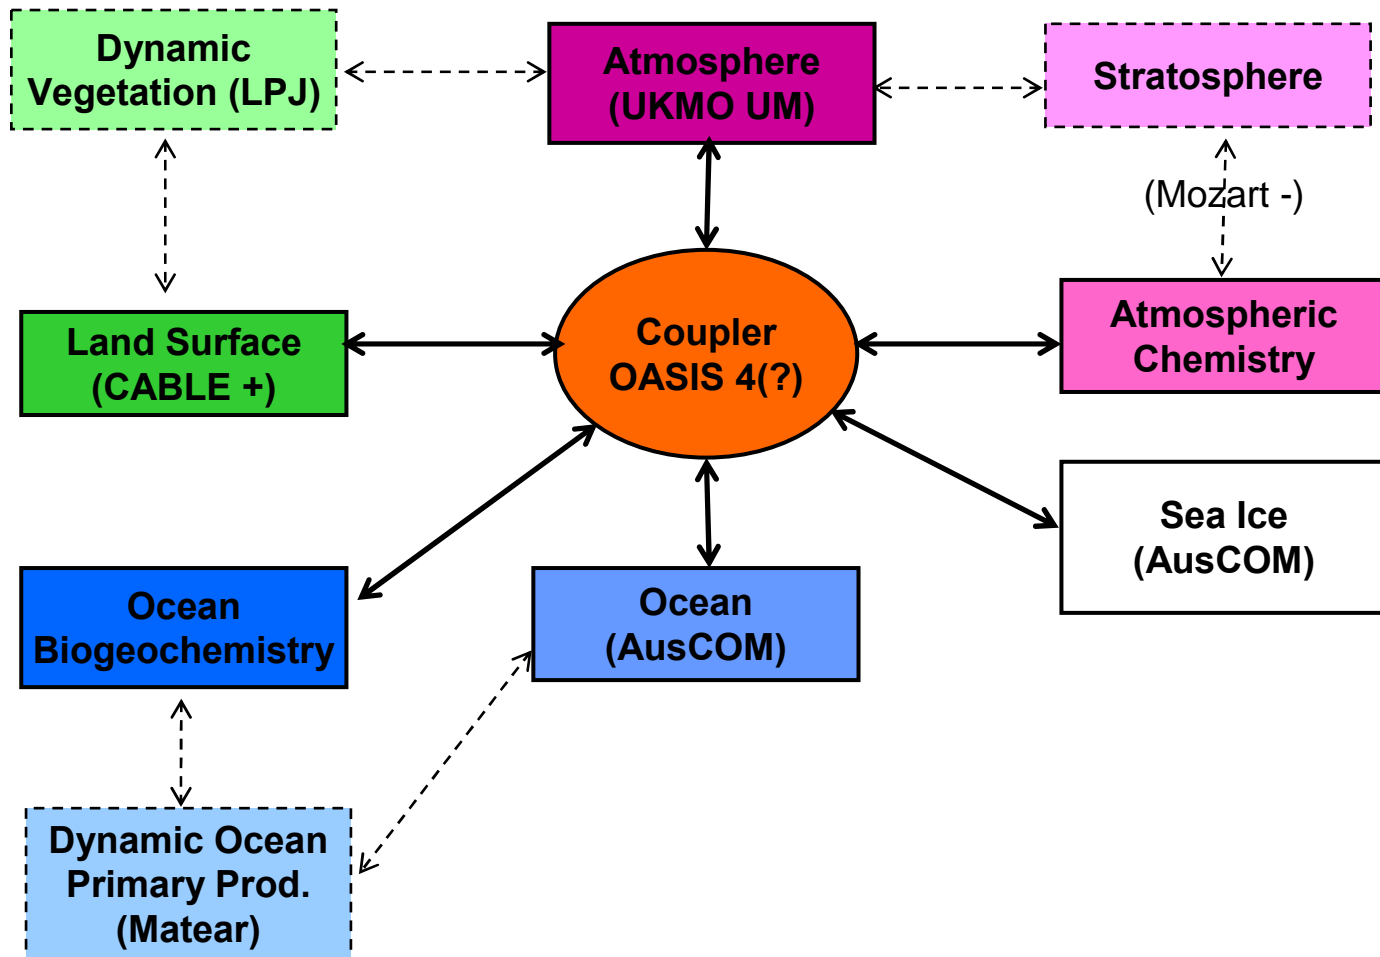 Dynamic
Vegetation (LPJ)
Atmosphere
(UKMO UM)
Stratosphere
(Mozart -)
Land Surface
(CABLE +)
Coupler
OASIS 4(?)
Atmospheric
Chemistry
Sea Ice
(AusCOM)
Ocean
Biogeochemistry
Ocean
(AusCOM)
Dynamic Ocean
Primary Prod.
(Matear)